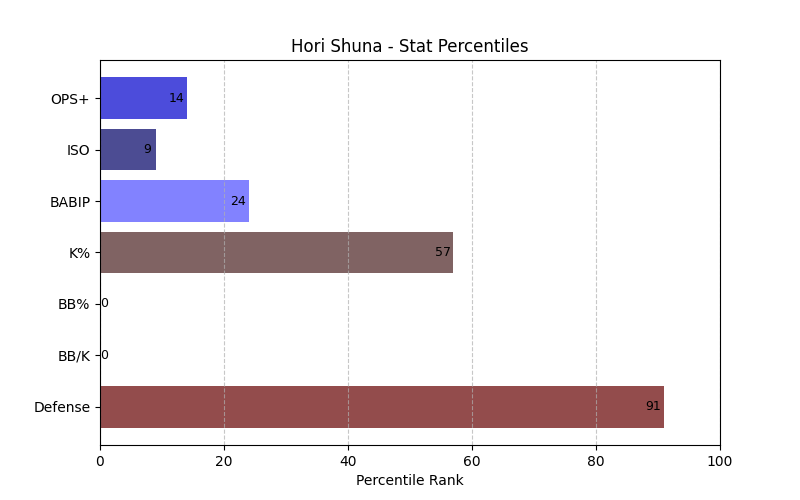 Hori Shuna - Stat Percentiles
OPS+ 14
ISO 9
BABIP 24
K% 57
BB% 0
BB/K 0
Defense 91
0 20 40 60 80 100
Percentile Rank